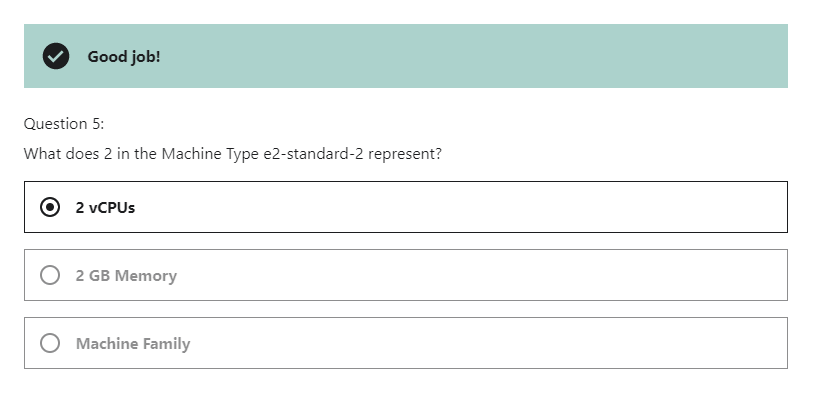 Good job!
Question 5:
What does 2 in the Machine Type e2-standard-2 represent?
2 vCPUs
2 GB Memory
Machine Family